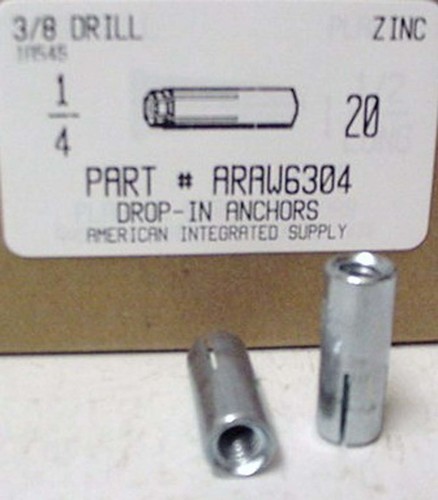 3/8 DRILL ZINC
1
4
20
PART # ARAW6304
DROP-IN ANCHORS
AMERICAN INTEGRATED SUPPLY